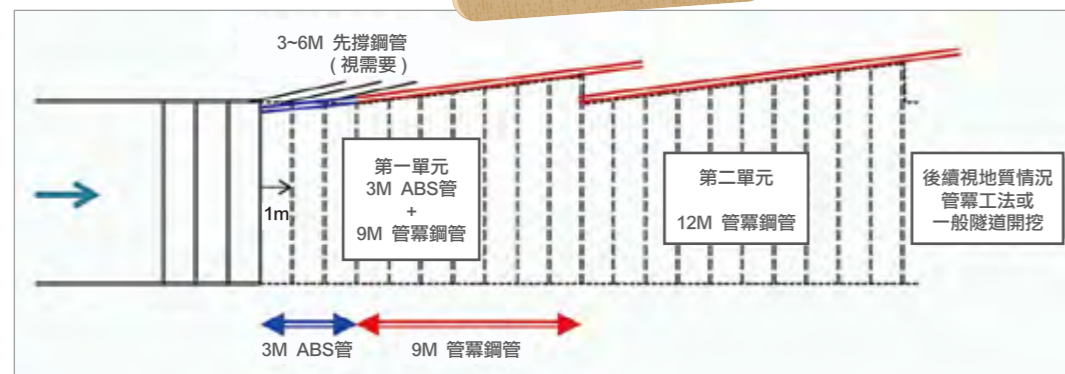 3~6M 先撐鋼管
( 視需要 )
1m
第一單元
3M ABS管
+
9M 管冪鋼管
第二單元
12M 管冪鋼管
後續視地質情況
管冪工法或
一般隧道開挖
3M ABS管
9M 管冪鋼管